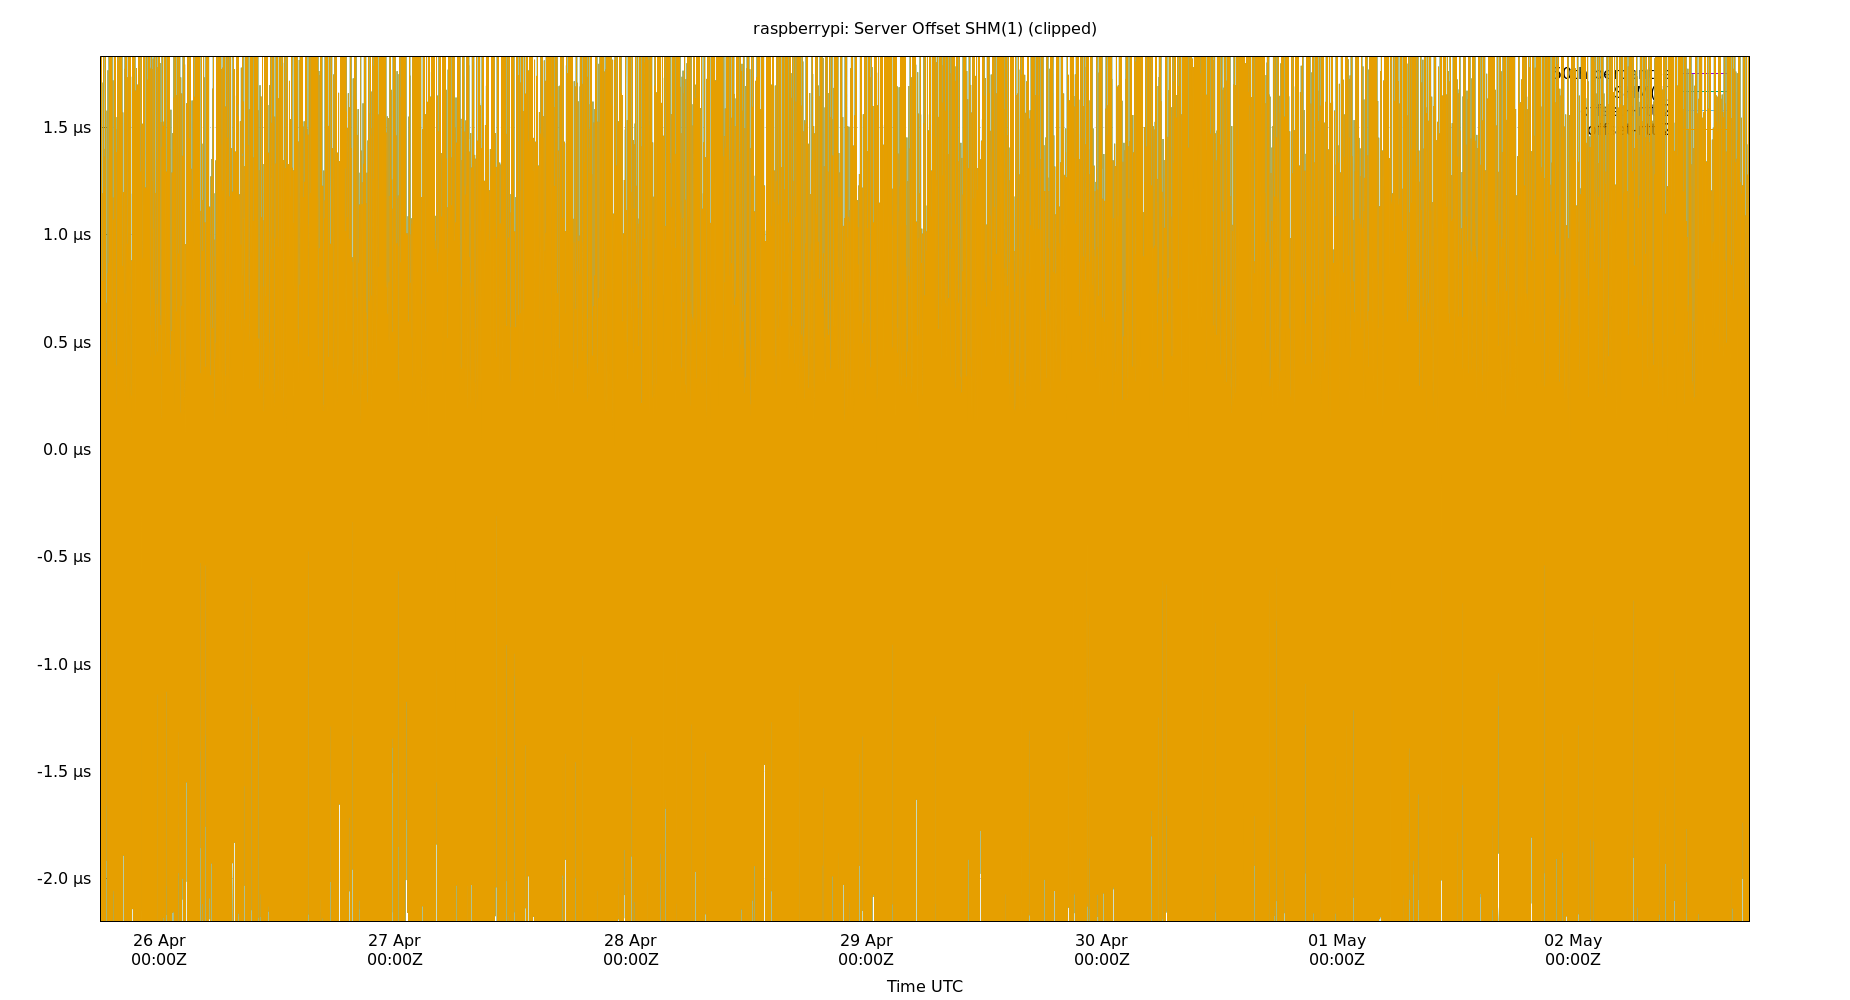 raspberrypi: Server Offset SHM(1) (clipped)
1.5 µs
1.0 µs
0.5 µs
0.0 µs
-0.5 µs
-1.0 µs
-1.5 µs
-2.0 µs
26 Apr 27 Apr 28 Apr 29 Apr 30 Apr 01 May 02 May
00:00Z 00:00Z 00:00Z 00:00Z 00:00Z 00:00Z 00:00Z
Time UTC